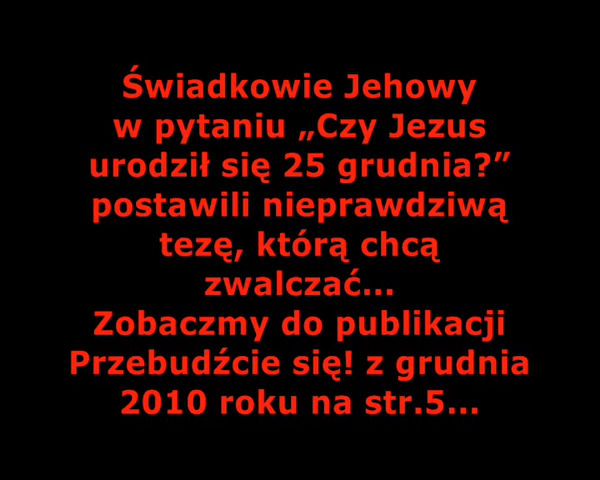 Świadkowie Jehowy
w pytaniu „Czy Jezus
urodził się 25 grudnia?”
postawili nieprawdziwą
tezę, którą chcą
zwalczać...
Zobaczmy do publikacji
Przebudźcie się! z grudnia
2010 roku na str.5...